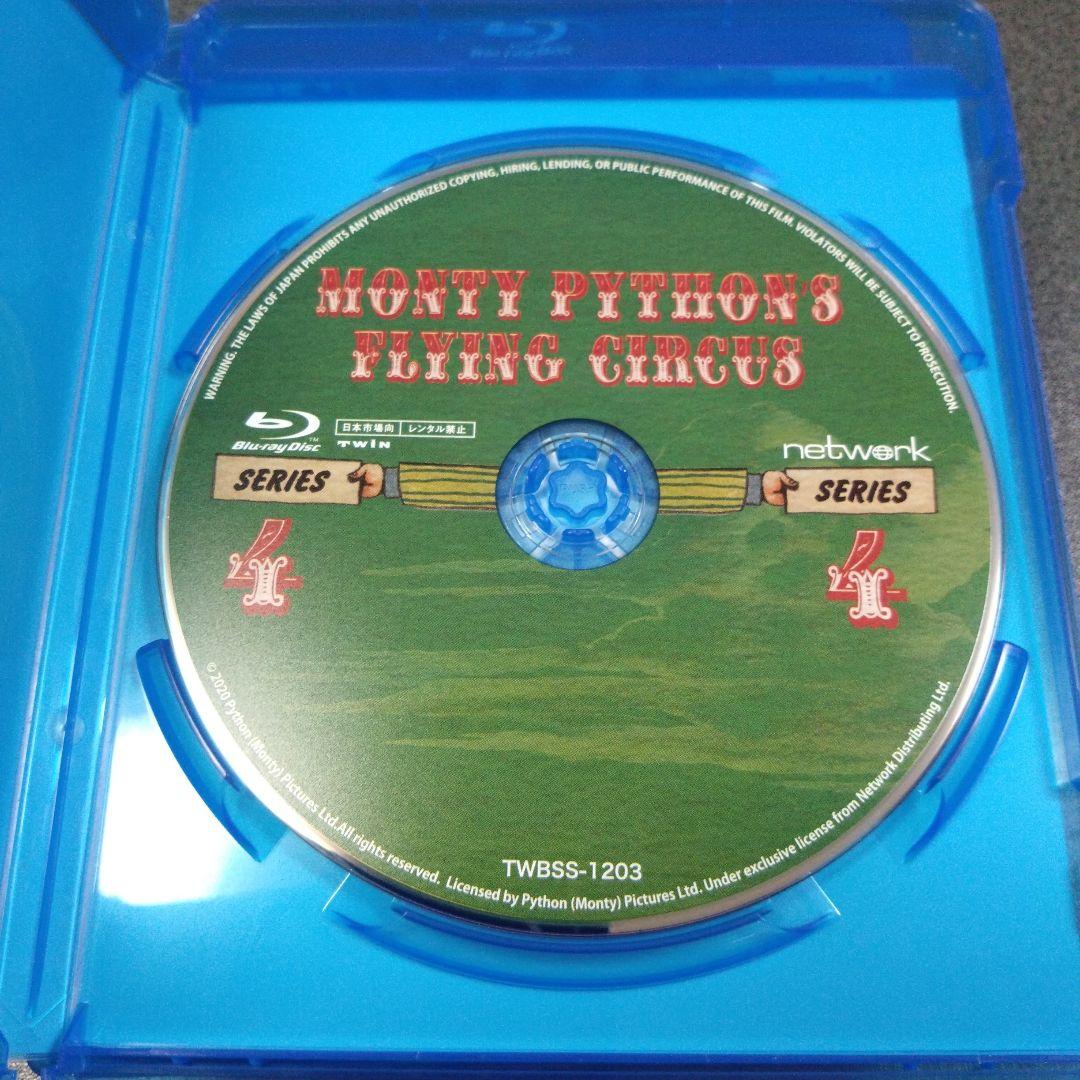 Blu-ray Disc
WARNING. THE LAWS OF JAPAN PROHIBITS ANY UNAUTHORIZED COPYING, HIRING, LENDING, OR PUBLIC PERFORMANCE OF THIS FILM. VIOLATORS WILL BE SUBJECT TO PROSECUTION.
MONTY PYTHON'S
FLYING CIRCUS
Blu-ray Disc™
日本市場向 レンタル禁止
TWIN
network
SERIES
SERIES
4
4
TWBSS-1203
© 2020 Python (Monty) Pictures Ltd.All rights reserved. Licensed by Python (Monty) Pictures Ltd. Under exclusive license from Network Distributing Ltd.